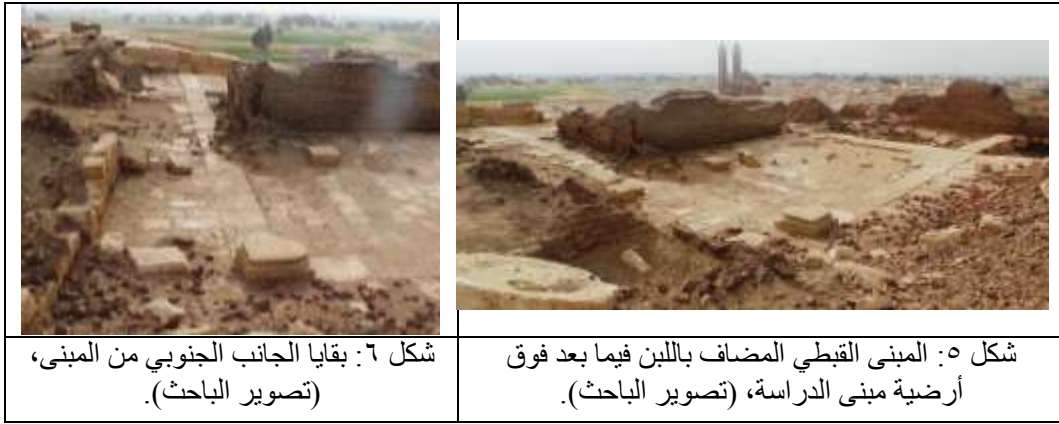 شكل ٥: المبنى القبطي المضاف باللبن فيما بعد فوق
أرضية مبنى الدراسة، (تصوير الباحث).
شكل ٦: بقايا الجانب الجنوبي من المبنى،
(تصوير الباحث).